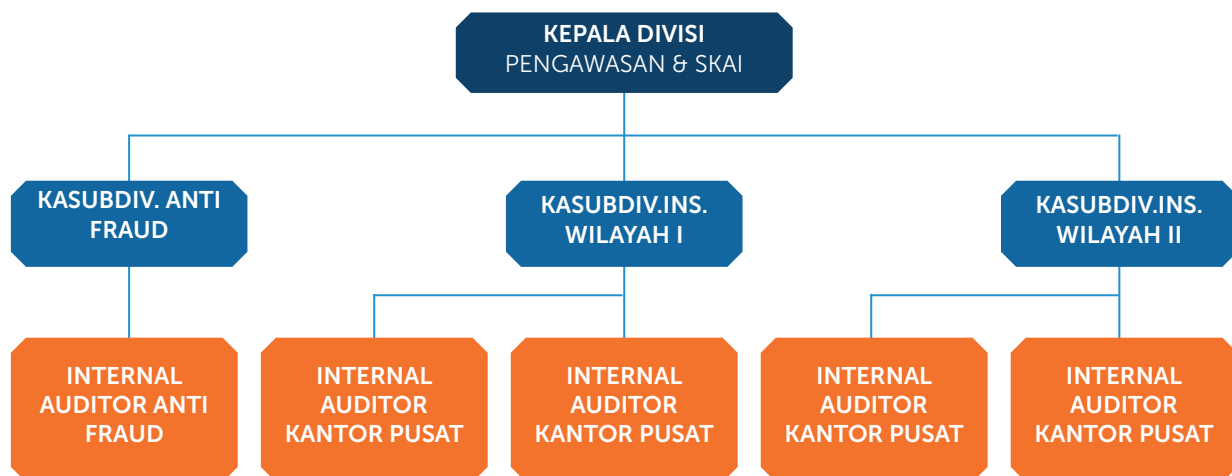 KEPALA DIVISI
PENGAWASAN & SKAI
KASUBDIV. ANTI
FRAUD
KASUBDIV.INS.
WILAYAH I
KASUBDIV.INS.
WILAYAH II
INTERNAL
AUDITOR ANTI
FRAUD
INTERNAL
AUDITOR
KANTOR PUSAT
INTERNAL
AUDITOR
KANTOR PUSAT
INTERNAL
AUDITOR
KANTOR PUSAT
INTERNAL
AUDITOR
KANTOR PUSAT